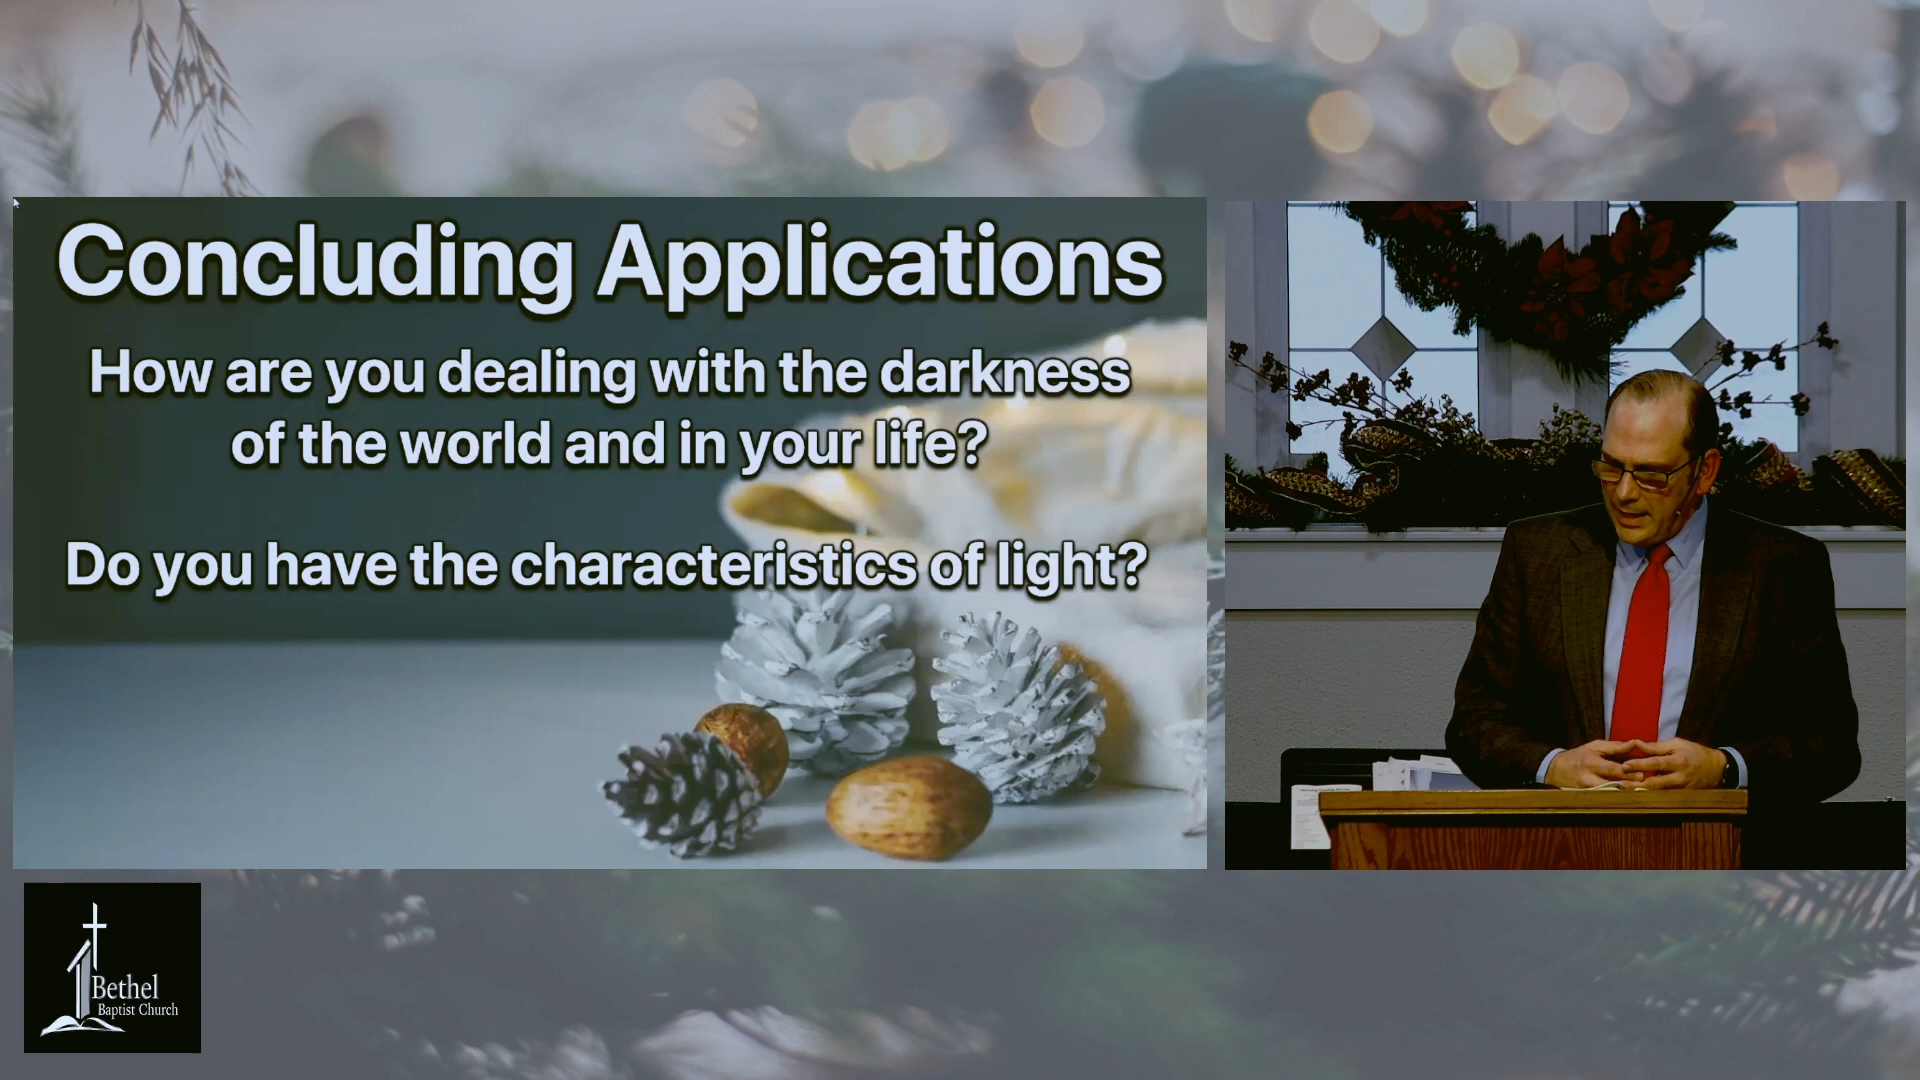 Concluding Applications
How are you dealing with the darkness
of the world and in your life?
Do you have the characteristics of light?
Bethel
Baptist Church